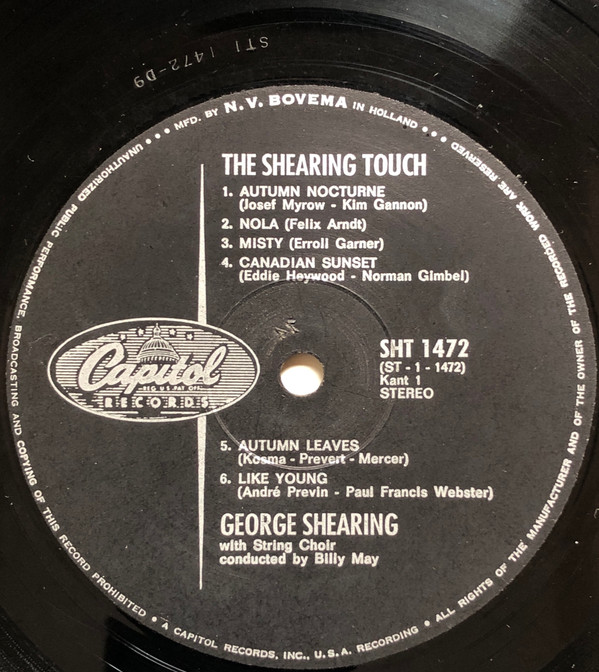 ST1 1472-D9
MFD. BY N.V. BOVEMA IN HOLLAND
ALL RIGHTS OF THE MANUFACTURER AND OF THE OWNER OF THE RECORDED WORK ARE RESERVED
UNAUTHORIZED PUBLIC PERFORMANCE, BROADCASTING AND COPYING OF THIS RECORD PROHIBITED
THE SHEARING TOUCH
1. AUTUMN NOCTURNE
(Josef Myrow - Kim Gannon)
2. NOLA (Felix Arndt)
3. MISTY (Erroll Garner)
4. CANADIAN SUNSET
(Eddie Heywood - Norman Gimbel)
Capitol
REG. U.S. PAT. OFF.
RECORDS
SHT 1472
(ST - 1 - 1472)
Kant 1
STEREO
5. AUTUMN LEAVES
(Kosma - Prevert - Mercer)
6. LIKE YOUNG
(André Previn - Paul Francis Webster)
GEORGE SHEARING
with String Choir
conducted by Billy May
A CAPITOL RECORDS, INC., U.S.A. RECORDING